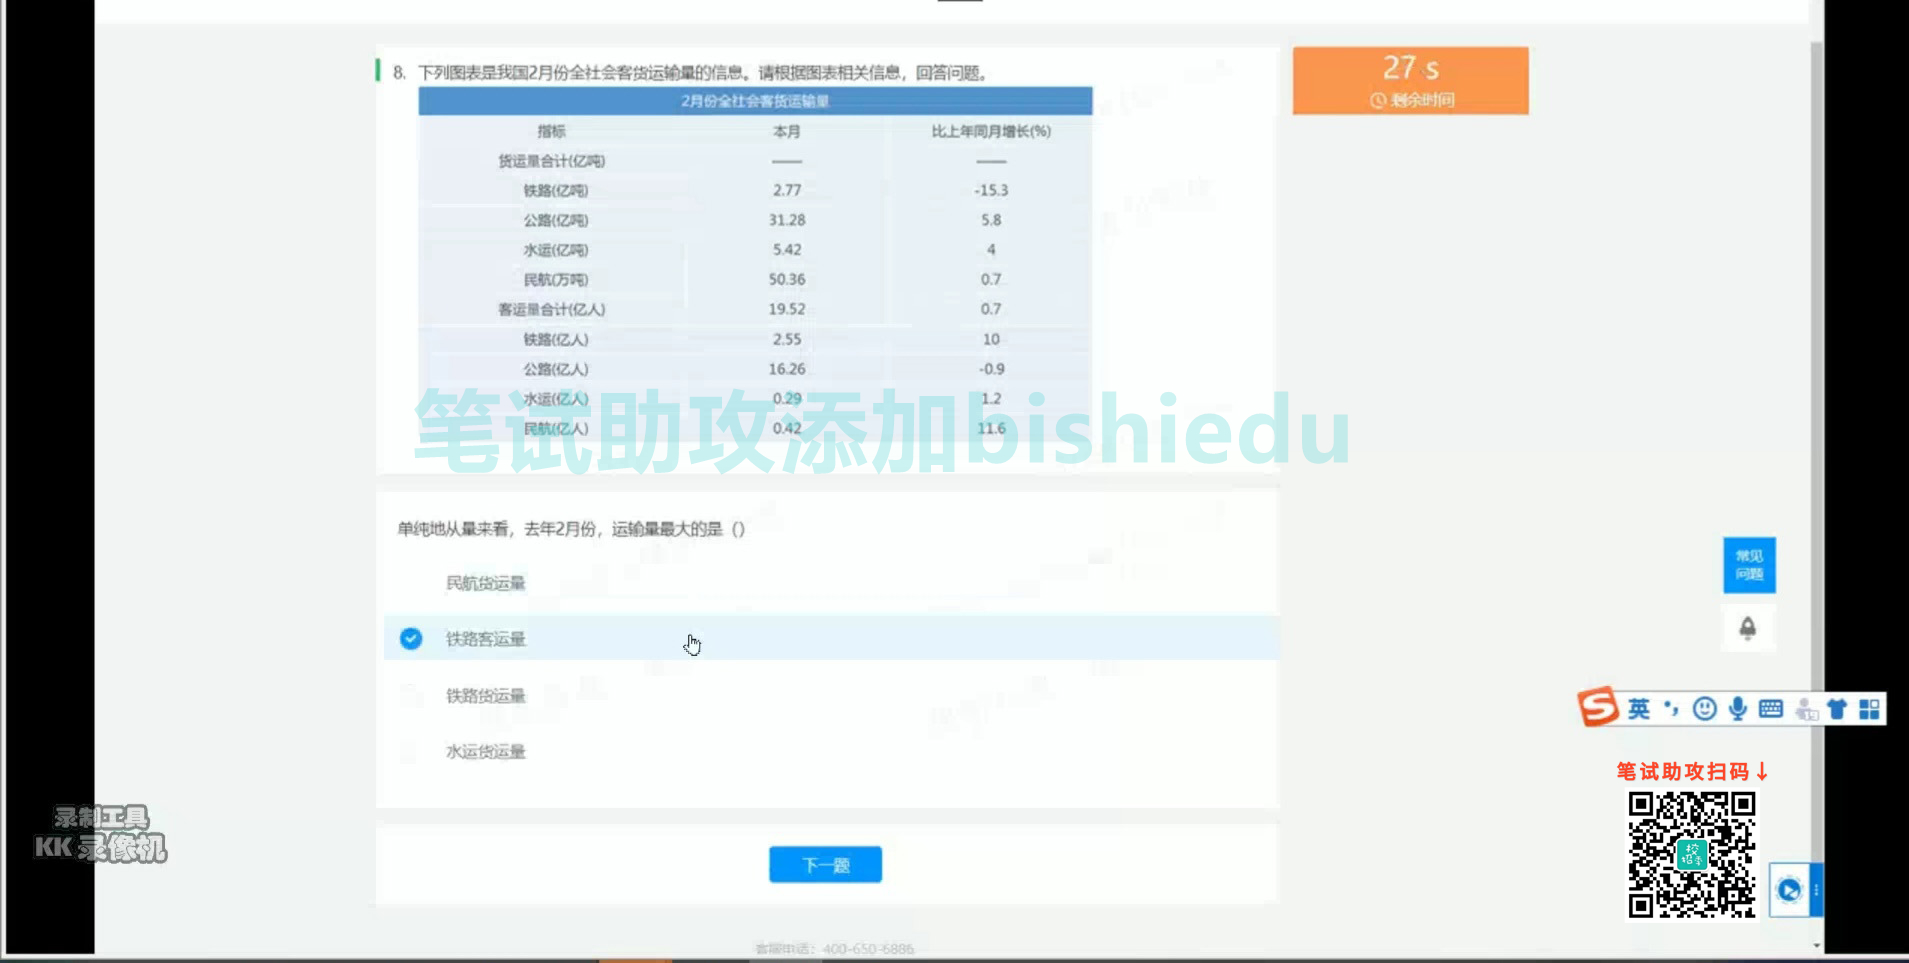 8. 下列图表是我国2月份全社会客货运输量的信息。请根据图表相关信息，回答问题。
27 s
剩余时间
2月份全社会客货运输量
指标 本月 比上年同月增长(%)
货运量合计(亿吨) —— ——
铁路(亿吨) 2.77 -15.3
公路(亿吨) 31.28 5.8
水运(亿吨) 5.42 4
民航(万吨) 50.36 0.7
客运量合计(亿人) 19.52 0.7
铁路(亿人) 2.55 10
公路(亿人) 16.26 -0.9
水运(亿人) 0.29 1.2
民航(亿人) 0.42 11.6
笔试助攻添加bishiedu
单纯地从量来看，去年2月份，运输量最大的是（）
民航货运量
铁路客运量
铁路货运量
水运货运量
常见
问题
英
笔试助攻扫码↓
校
招
录制工具
KK 录像机
下一题
客服电话：400-650-6886